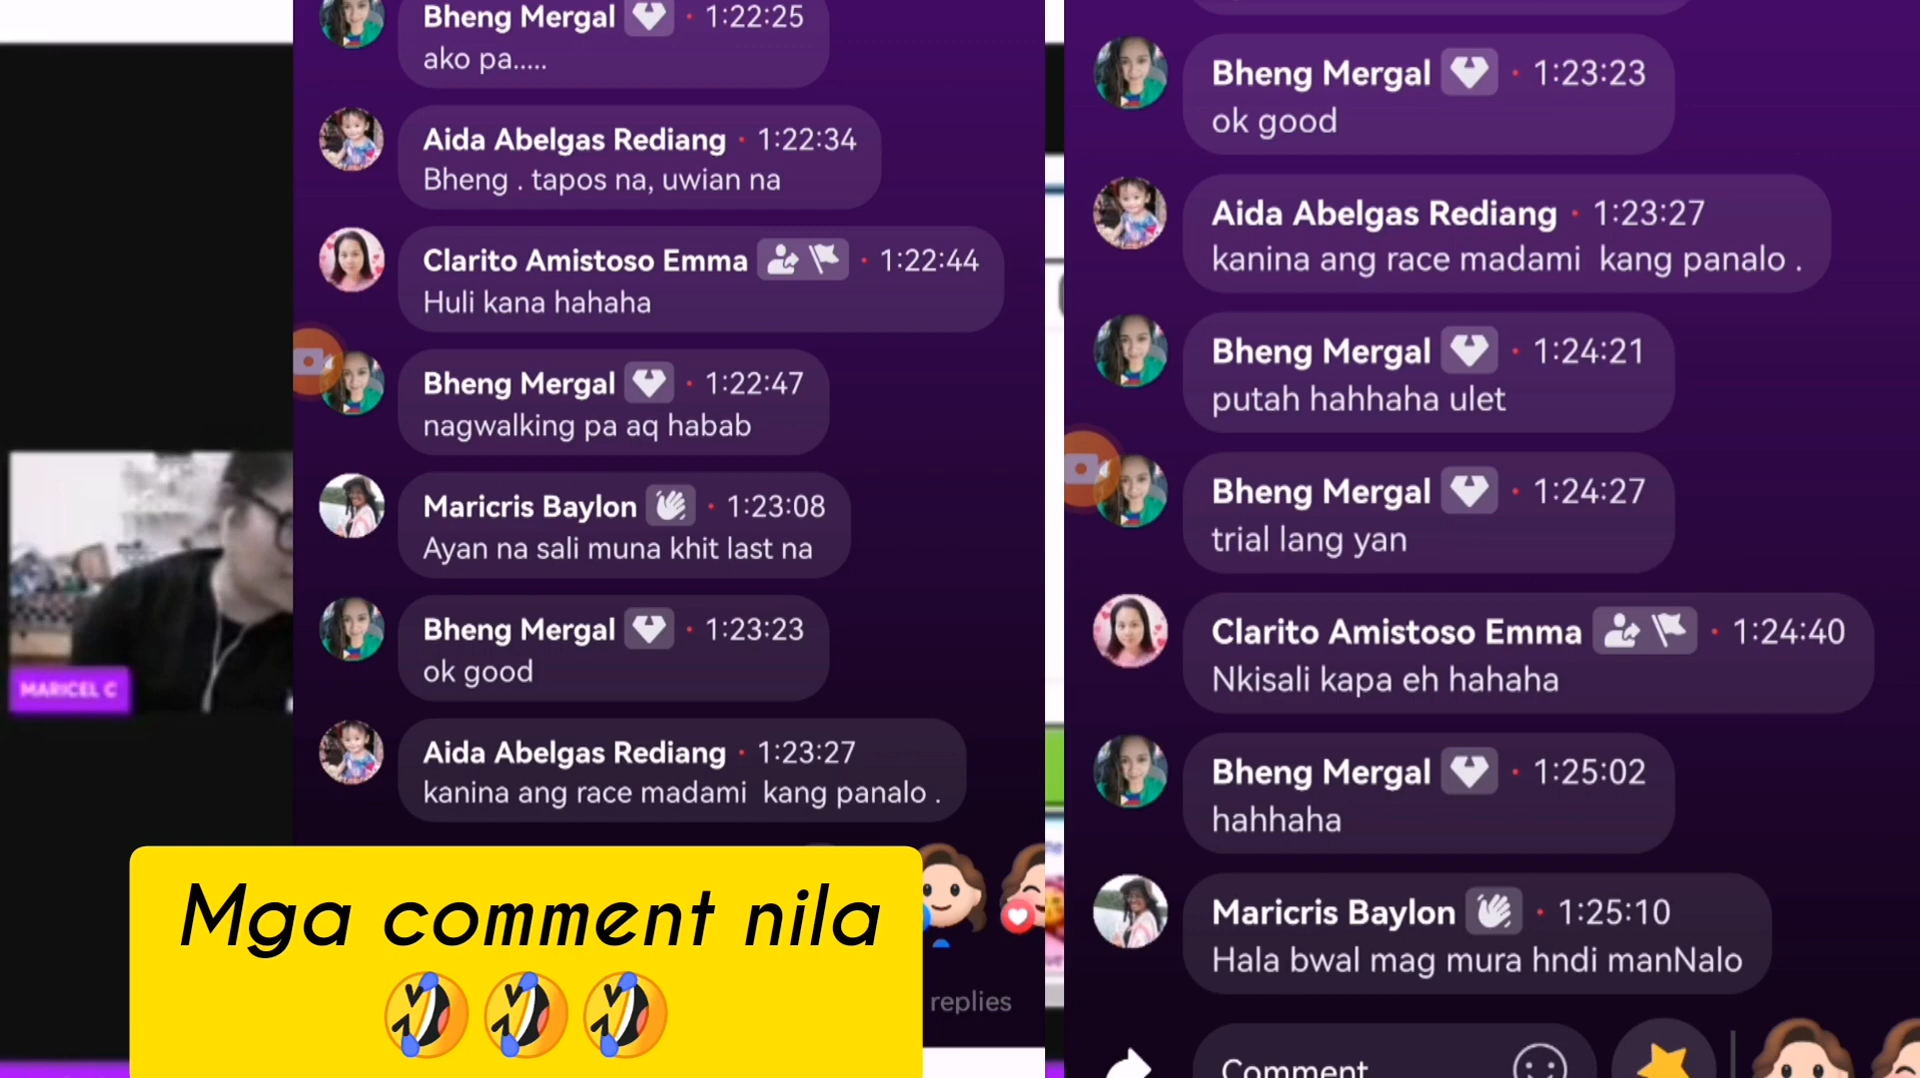 Bheng Mergal · 1:22:25
ako pa.....
Aida Abelgas Rediang · 1:22:34
Bheng . tapos na, uwian na
Clarito Amistoso Emma · 1:22:44
Huli kana hahaha
Bheng Mergal · 1:22:47
nagwalking pa aq habab
Maricris Baylon · 1:23:08
Ayan na sali muna khit last na
Bheng Mergal · 1:23:23
ok good
Aida Abelgas Rediang · 1:23:27
kanina ang race madami kang panalo .
MARICEL C
Mga comment nila
🤣🤣🤣
replies
Bheng Mergal · 1:23:23
ok good
Aida Abelgas Rediang · 1:23:27
kanina ang race madami kang panalo .
Bheng Mergal · 1:24:21
putah hahhaha ulet
Bheng Mergal · 1:24:27
trial lang yan
Clarito Amistoso Emma · 1:24:40
Nkisali kapa eh hahaha
Bheng Mergal · 1:25:02
hahhaha
Maricris Baylon · 1:25:10
Hala bwal mag mura hndi manNalo
Comment